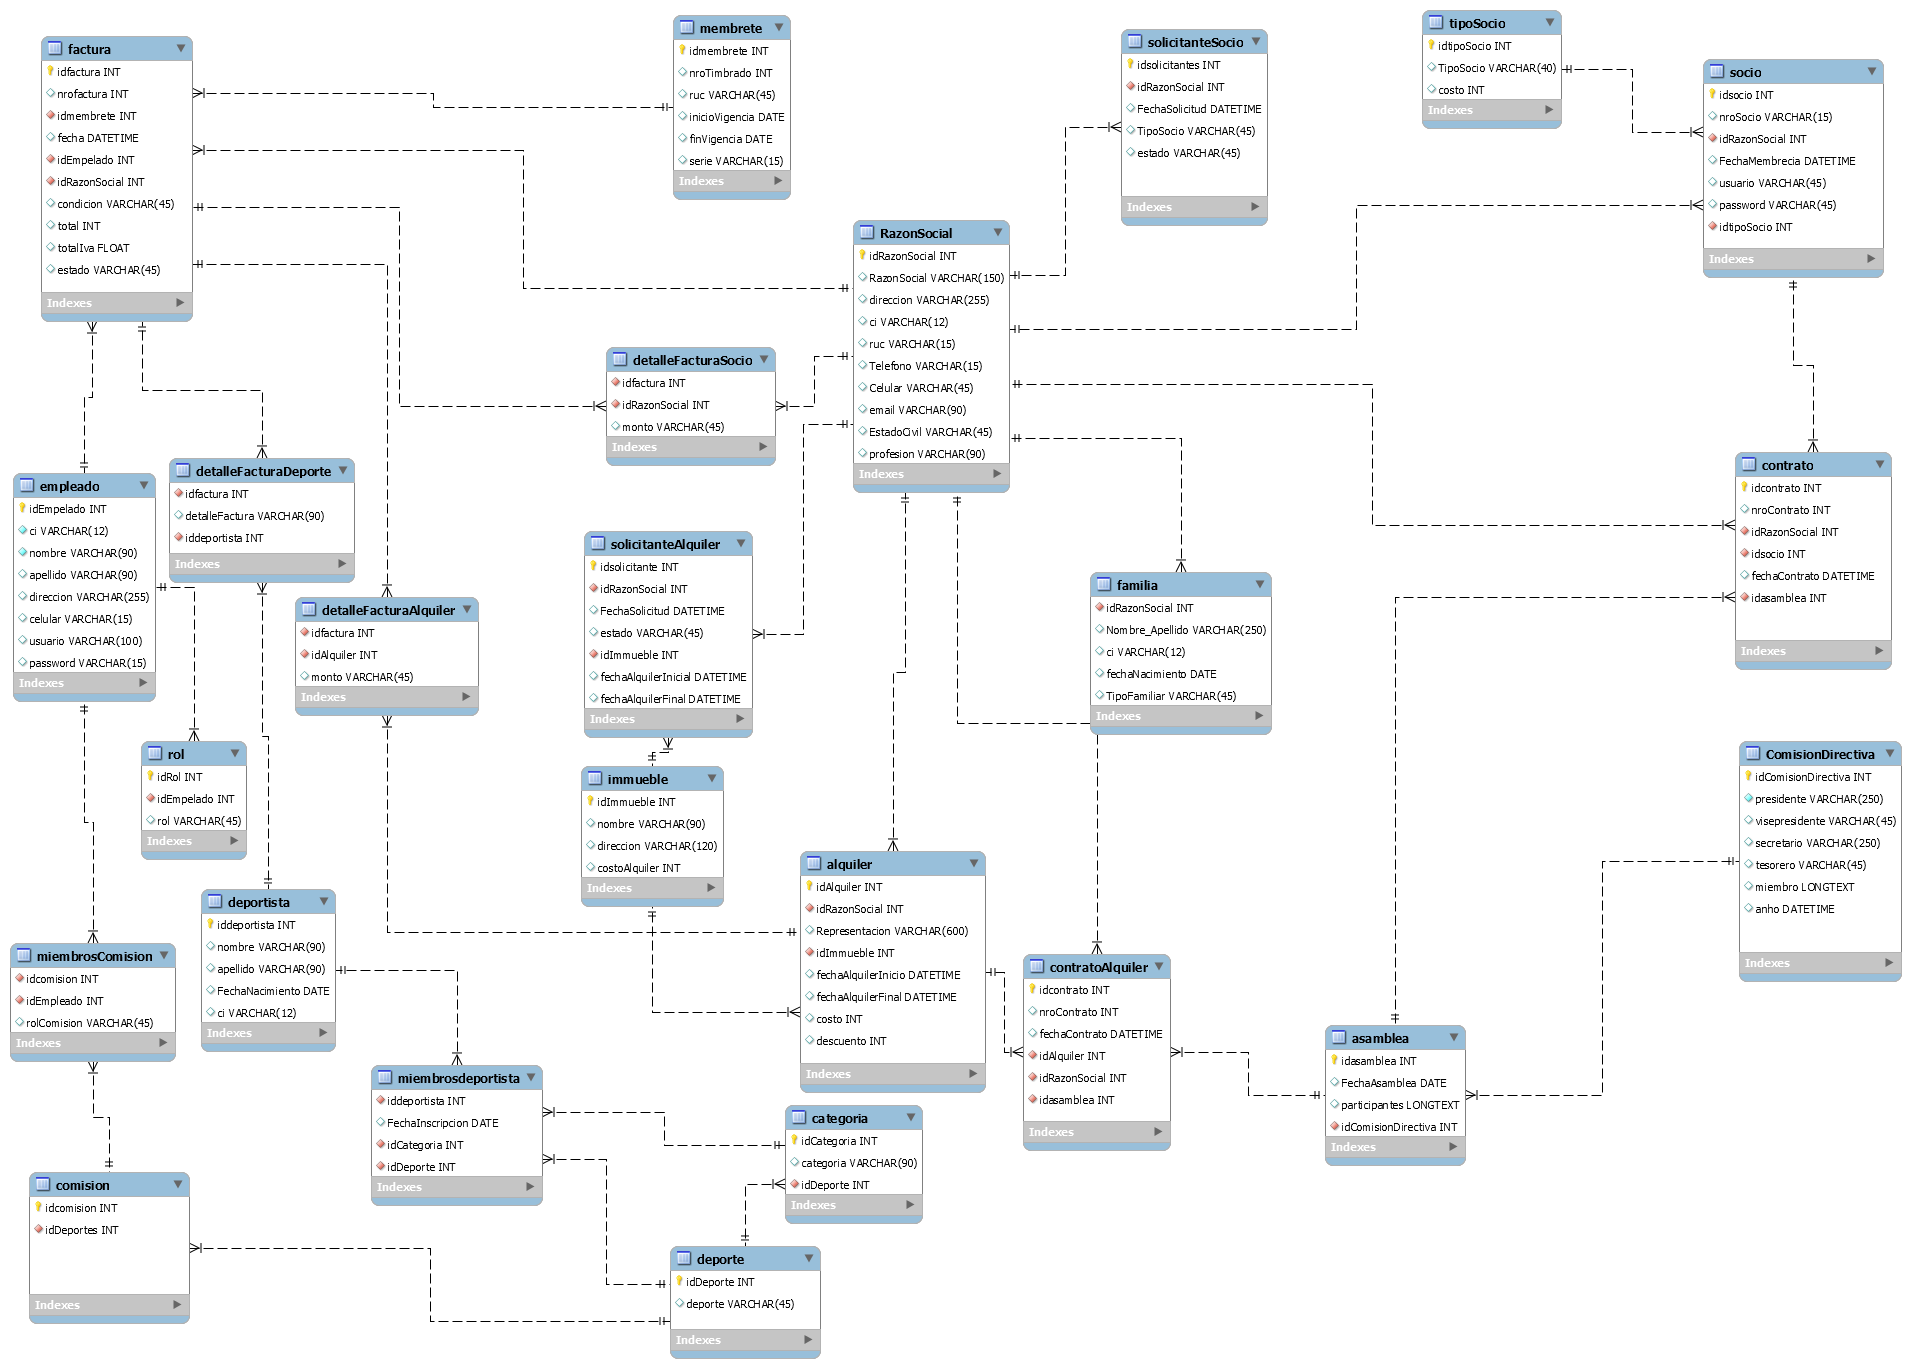 factura
idfactura INT
nrofactura INT
idmembrete INT
fecha DATETIME
idEmpelado INT
idRazonSocial INT
condicion VARCHAR(45)
total INT
totalIva FLOAT
estado VARCHAR(45)
Indexes
membrete
idmembrete INT
nroTimbrado INT
ruc VARCHAR(45)
inicioVigencia DATE
finVigencia DATE
serie VARCHAR(15)
Indexes
solicitanteSocio
idsolicitantes INT
idRazonSocial INT
FechaSolicitud DATETIME
TipoSocio VARCHAR(45)
estado VARCHAR(45)
Indexes
tipoSocio
idtipoSocio INT
TipoSocio VARCHAR(40)
costo INT
Indexes
socio
idsocio INT
nroSocio VARCHAR(15)
idRazonSocial INT
FechaMembrecia DATETIME
usuario VARCHAR(45)
password VARCHAR(45)
idtipoSocio INT
Indexes
RazonSocial
idRazonSocial INT
RazonSocial VARCHAR(150)
direccion VARCHAR(255)
ci VARCHAR(12)
ruc VARCHAR(15)
Telefono VARCHAR(15)
Celular VARCHAR(45)
email VARCHAR(90)
EstadoCivil VARCHAR(45)
profesion VARCHAR(90)
Indexes
detalleFacturaSocio
idfactura INT
idRazonSocial INT
monto VARCHAR(45)
Indexes
empleado
idEmpelado INT
ci VARCHAR(12)
nombre VARCHAR(90)
apellido VARCHAR(90)
direccion VARCHAR(255)
celular VARCHAR(15)
usuario VARCHAR(100)
password VARCHAR(15)
Indexes
detalleFacturaDeporte
idfactura INT
detalleFactura VARCHAR(90)
iddeportista INT
Indexes
contrato
idcontrato INT
nroContrato INT
idRazonSocial INT
idsocio INT
fechaContrato DATETIME
idasamblea INT
Indexes
solicitanteAlquiler
idsolicitante INT
idRazonSocial INT
FechaSolicitud DATETIME
estado VARCHAR(45)
idImmueble INT
fechaAlquilerInicial DATETIME
fechaAlquilerFinal DATETIME
Indexes
detalleFacturaAlquiler
idfactura INT
idAlquiler INT
monto VARCHAR(45)
Indexes
familia
idRazonSocial INT
Nombre_Apellido VARCHAR(250)
ci VARCHAR(12)
fechaNacimiento DATE
TipoFamiliar VARCHAR(45)
Indexes
rol
idRol INT
idEmpelado INT
rol VARCHAR(45)
Indexes
immueble
idImmueble INT
nombre VARCHAR(90)
direccion VARCHAR(120)
costoAlquiler INT
Indexes
ComisionDirectiva
idComisionDirectiva INT
presidente VARCHAR(250)
visepresidente VARCHAR(45)
secretario VARCHAR(250)
tesorero VARCHAR(45)
miembro LONGTEXT
anho DATETIME
Indexes
alquiler
idAlquiler INT
idRazonSocial INT
Representacion VARCHAR(600)
idImmueble INT
fechaAlquilerInicio DATETIME
fechaAlquilerFinal DATETIME
costo INT
descuento INT
Indexes
deportista
iddeportista INT
nombre VARCHAR(90)
apellido VARCHAR(90)
FechaNacimiento DATE
ci VARCHAR(12)
Indexes
miembrosComision
idcomision INT
idEmpleado INT
rolComision VARCHAR(45)
Indexes
contratoAlquiler
idcontrato INT
nroContrato INT
fechaContrato DATETIME
idAlquiler INT
idRazonSocial INT
idasamblea INT
Indexes
asamblea
idasamblea INT
FechaAsamblea DATE
participantes LONGTEXT
idComisionDirectiva INT
Indexes
miembrosdeportista
iddeportista INT
FechaInscripcion DATE
idCategoria INT
idDeporte INT
Indexes
categoria
idCategoria INT
categoria VARCHAR(90)
idDeporte INT
Indexes
comision
idcomision INT
idDeportes INT
Indexes
deporte
idDeporte INT
deporte VARCHAR(45)
Indexes